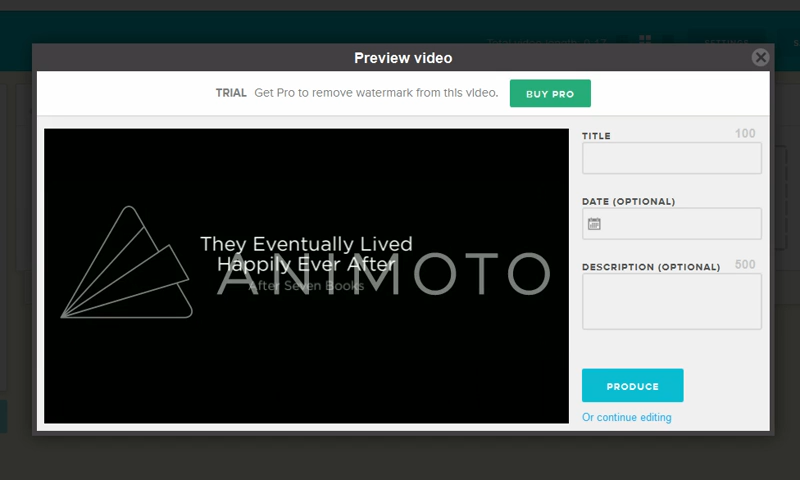 Preview video
TRIAL Get Pro to remove watermark from this video.
BUY PRO
They Eventually Lived
Happily Ever After
After Seven Books
ANIMOTO
TITLE 100
DATE (OPTIONAL)
DESCRIPTION (OPTIONAL) 500
PRODUCE
Or continue editing